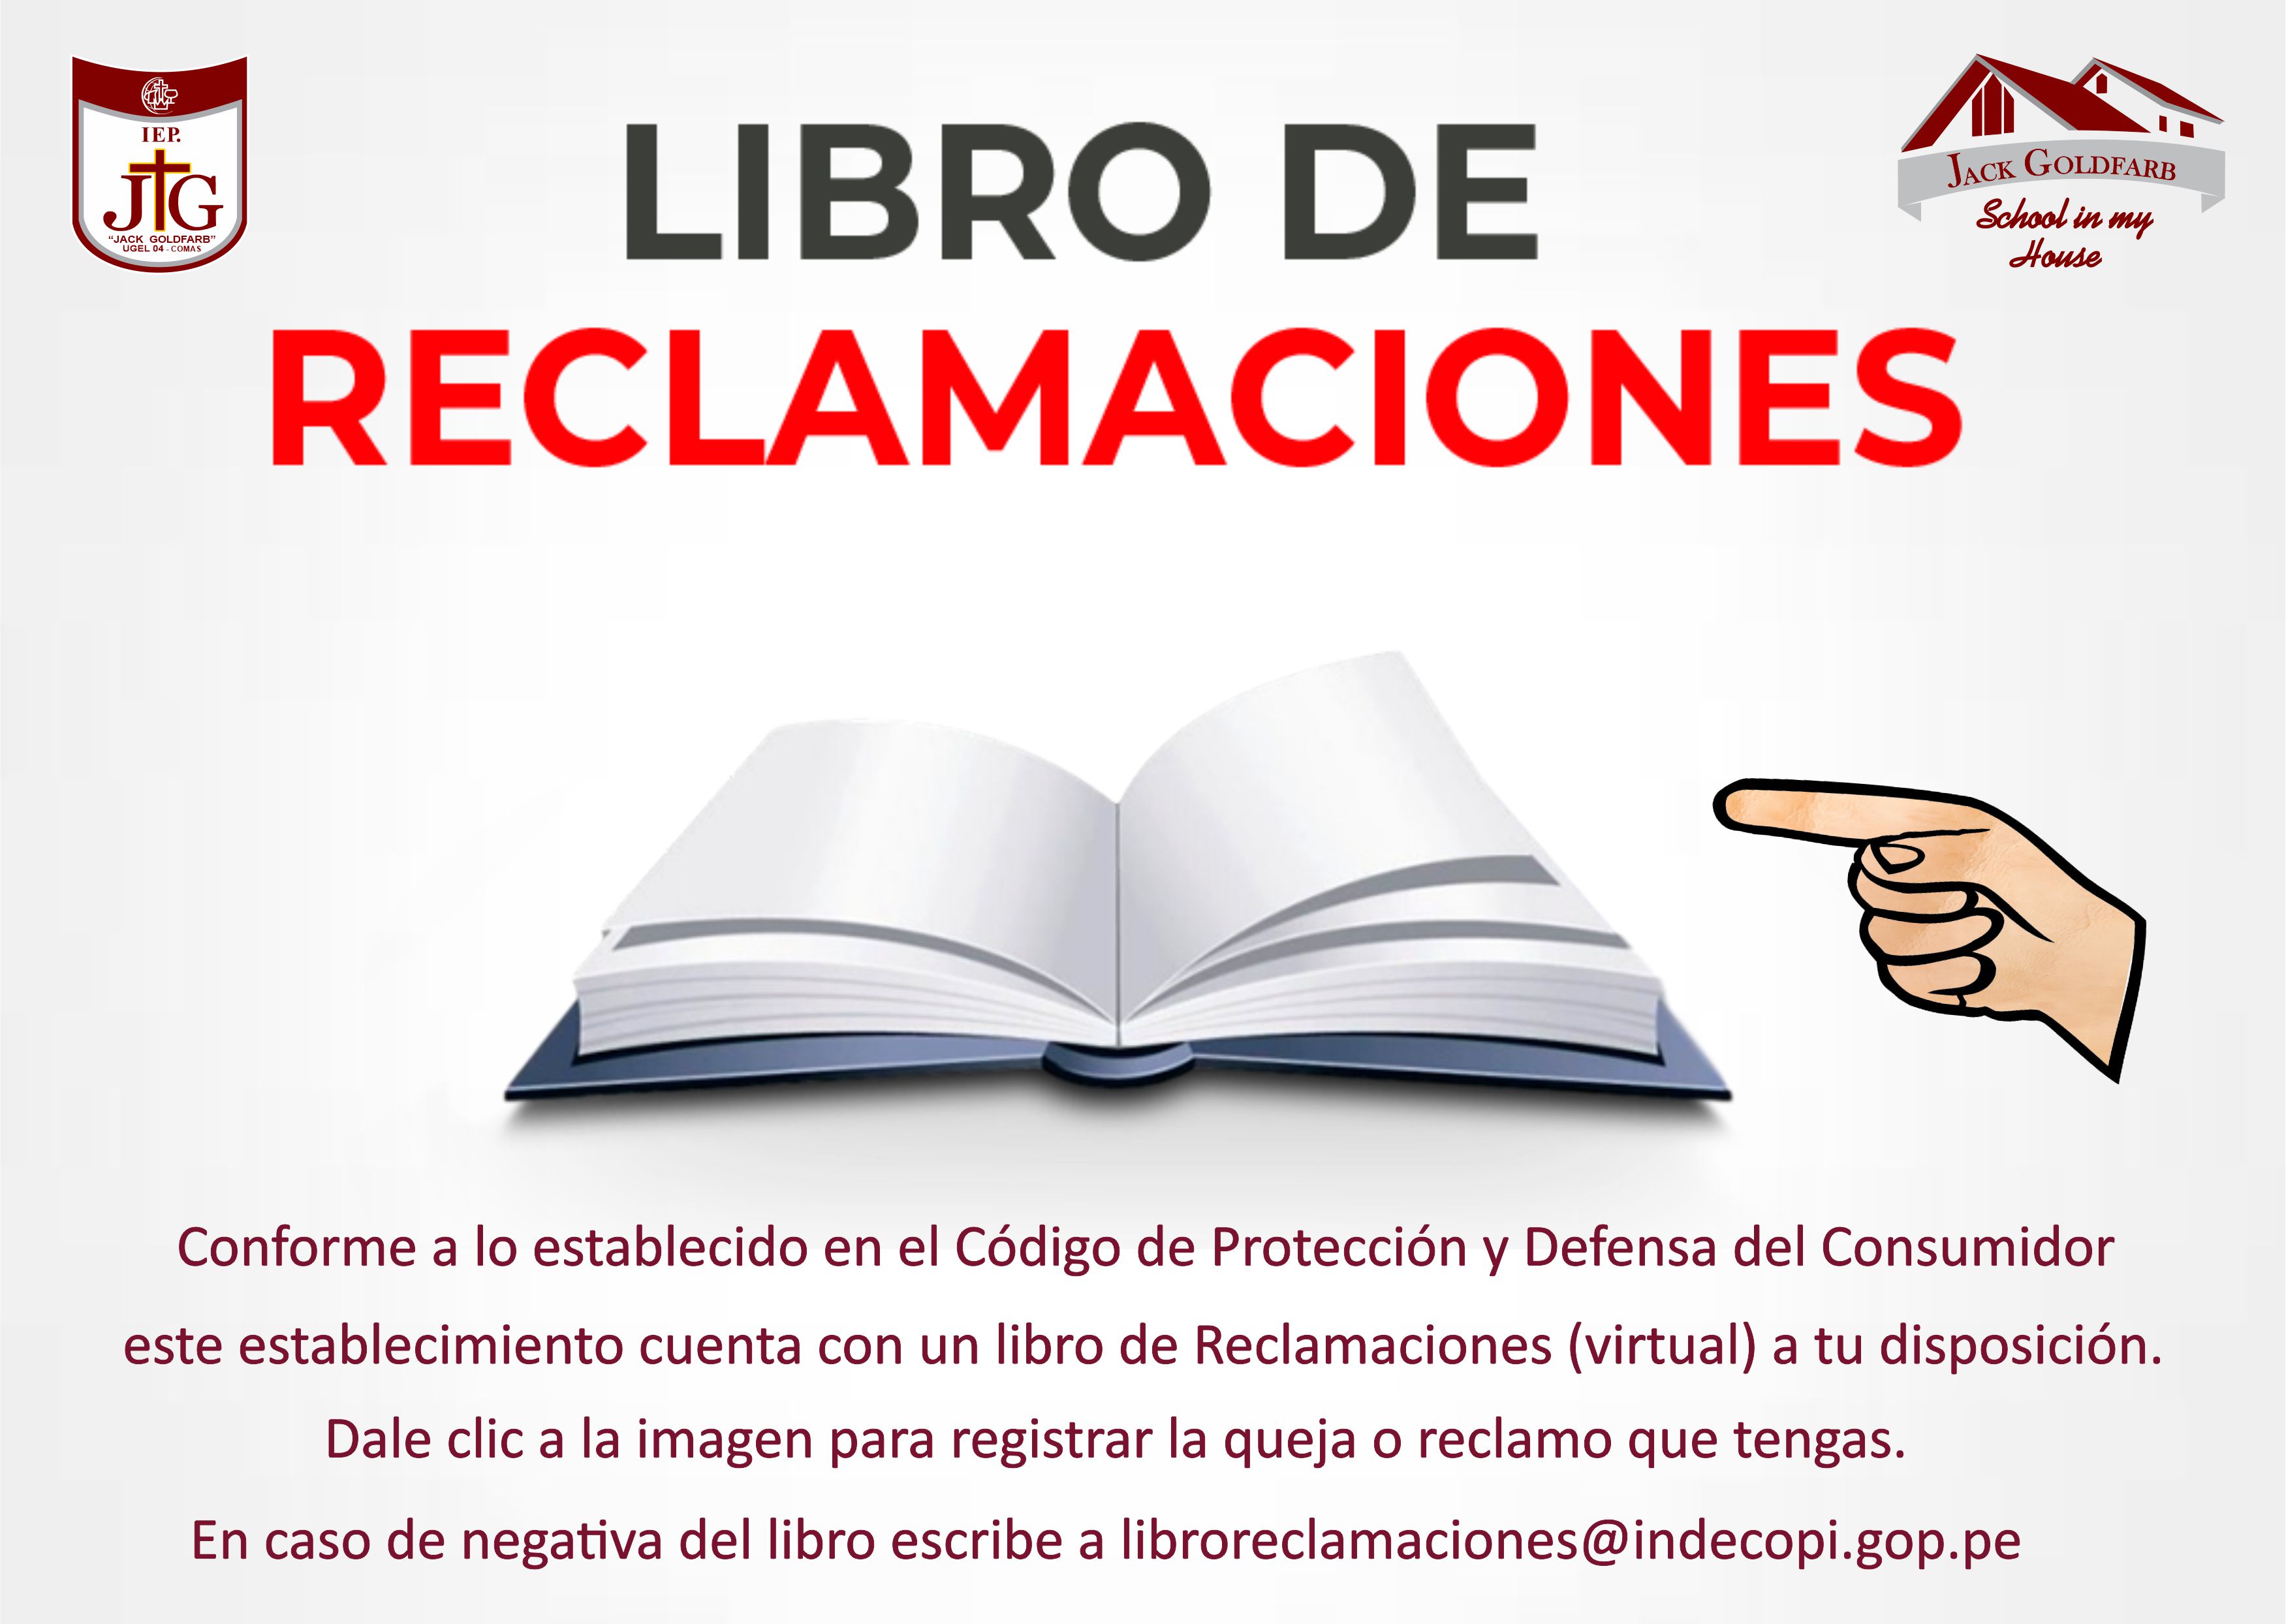 IEP.
JTG
"JACK GOLDFARB"
UGEL 04 - COMAS
LIBRO DE
RECLAMACIONES
JACK GOLDFARB
School in my
House
Conforme a lo establecido en el Código de Protección y Defensa del Consumidor
este establecimiento cuenta con un libro de Reclamaciones (virtual) a tu disposición.
Dale clic a la imagen para registrar la queja o reclamo que tengas.
En caso de negativa del libro escribe a libroreclamaciones@indecopi.gop.pe